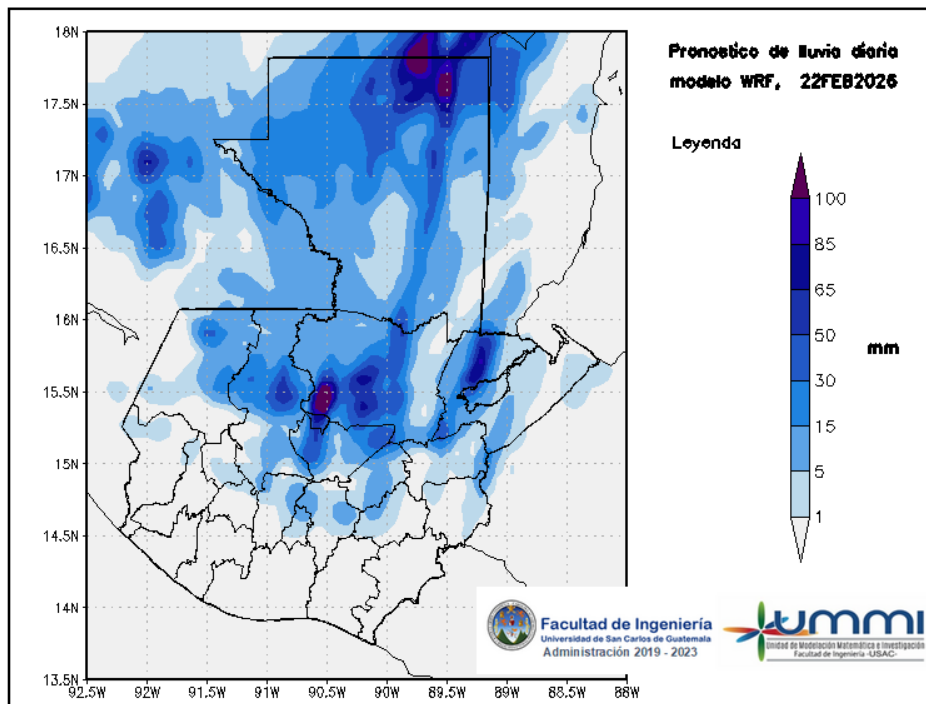 18N
17.5N
17N
16.5N
16N
15.5N
15N
14.5N
14N
13.5N
92.5W
92W
91.5W
91W
90.5W
90W
89.5W
89W
88.5W
88W
Pronostico de lluvia diaria
modelo WRF, 22FEB2026
Leyenda
100
85
65
50
30
15
5
1
mm
Facultad de Ingeniería
Universidad de San Carlos de Guatemala
Administración 2019 - 2023
ummi
Unidad de Modelación Matemática e Investigación
Facultad de Ingeniería -USAC-